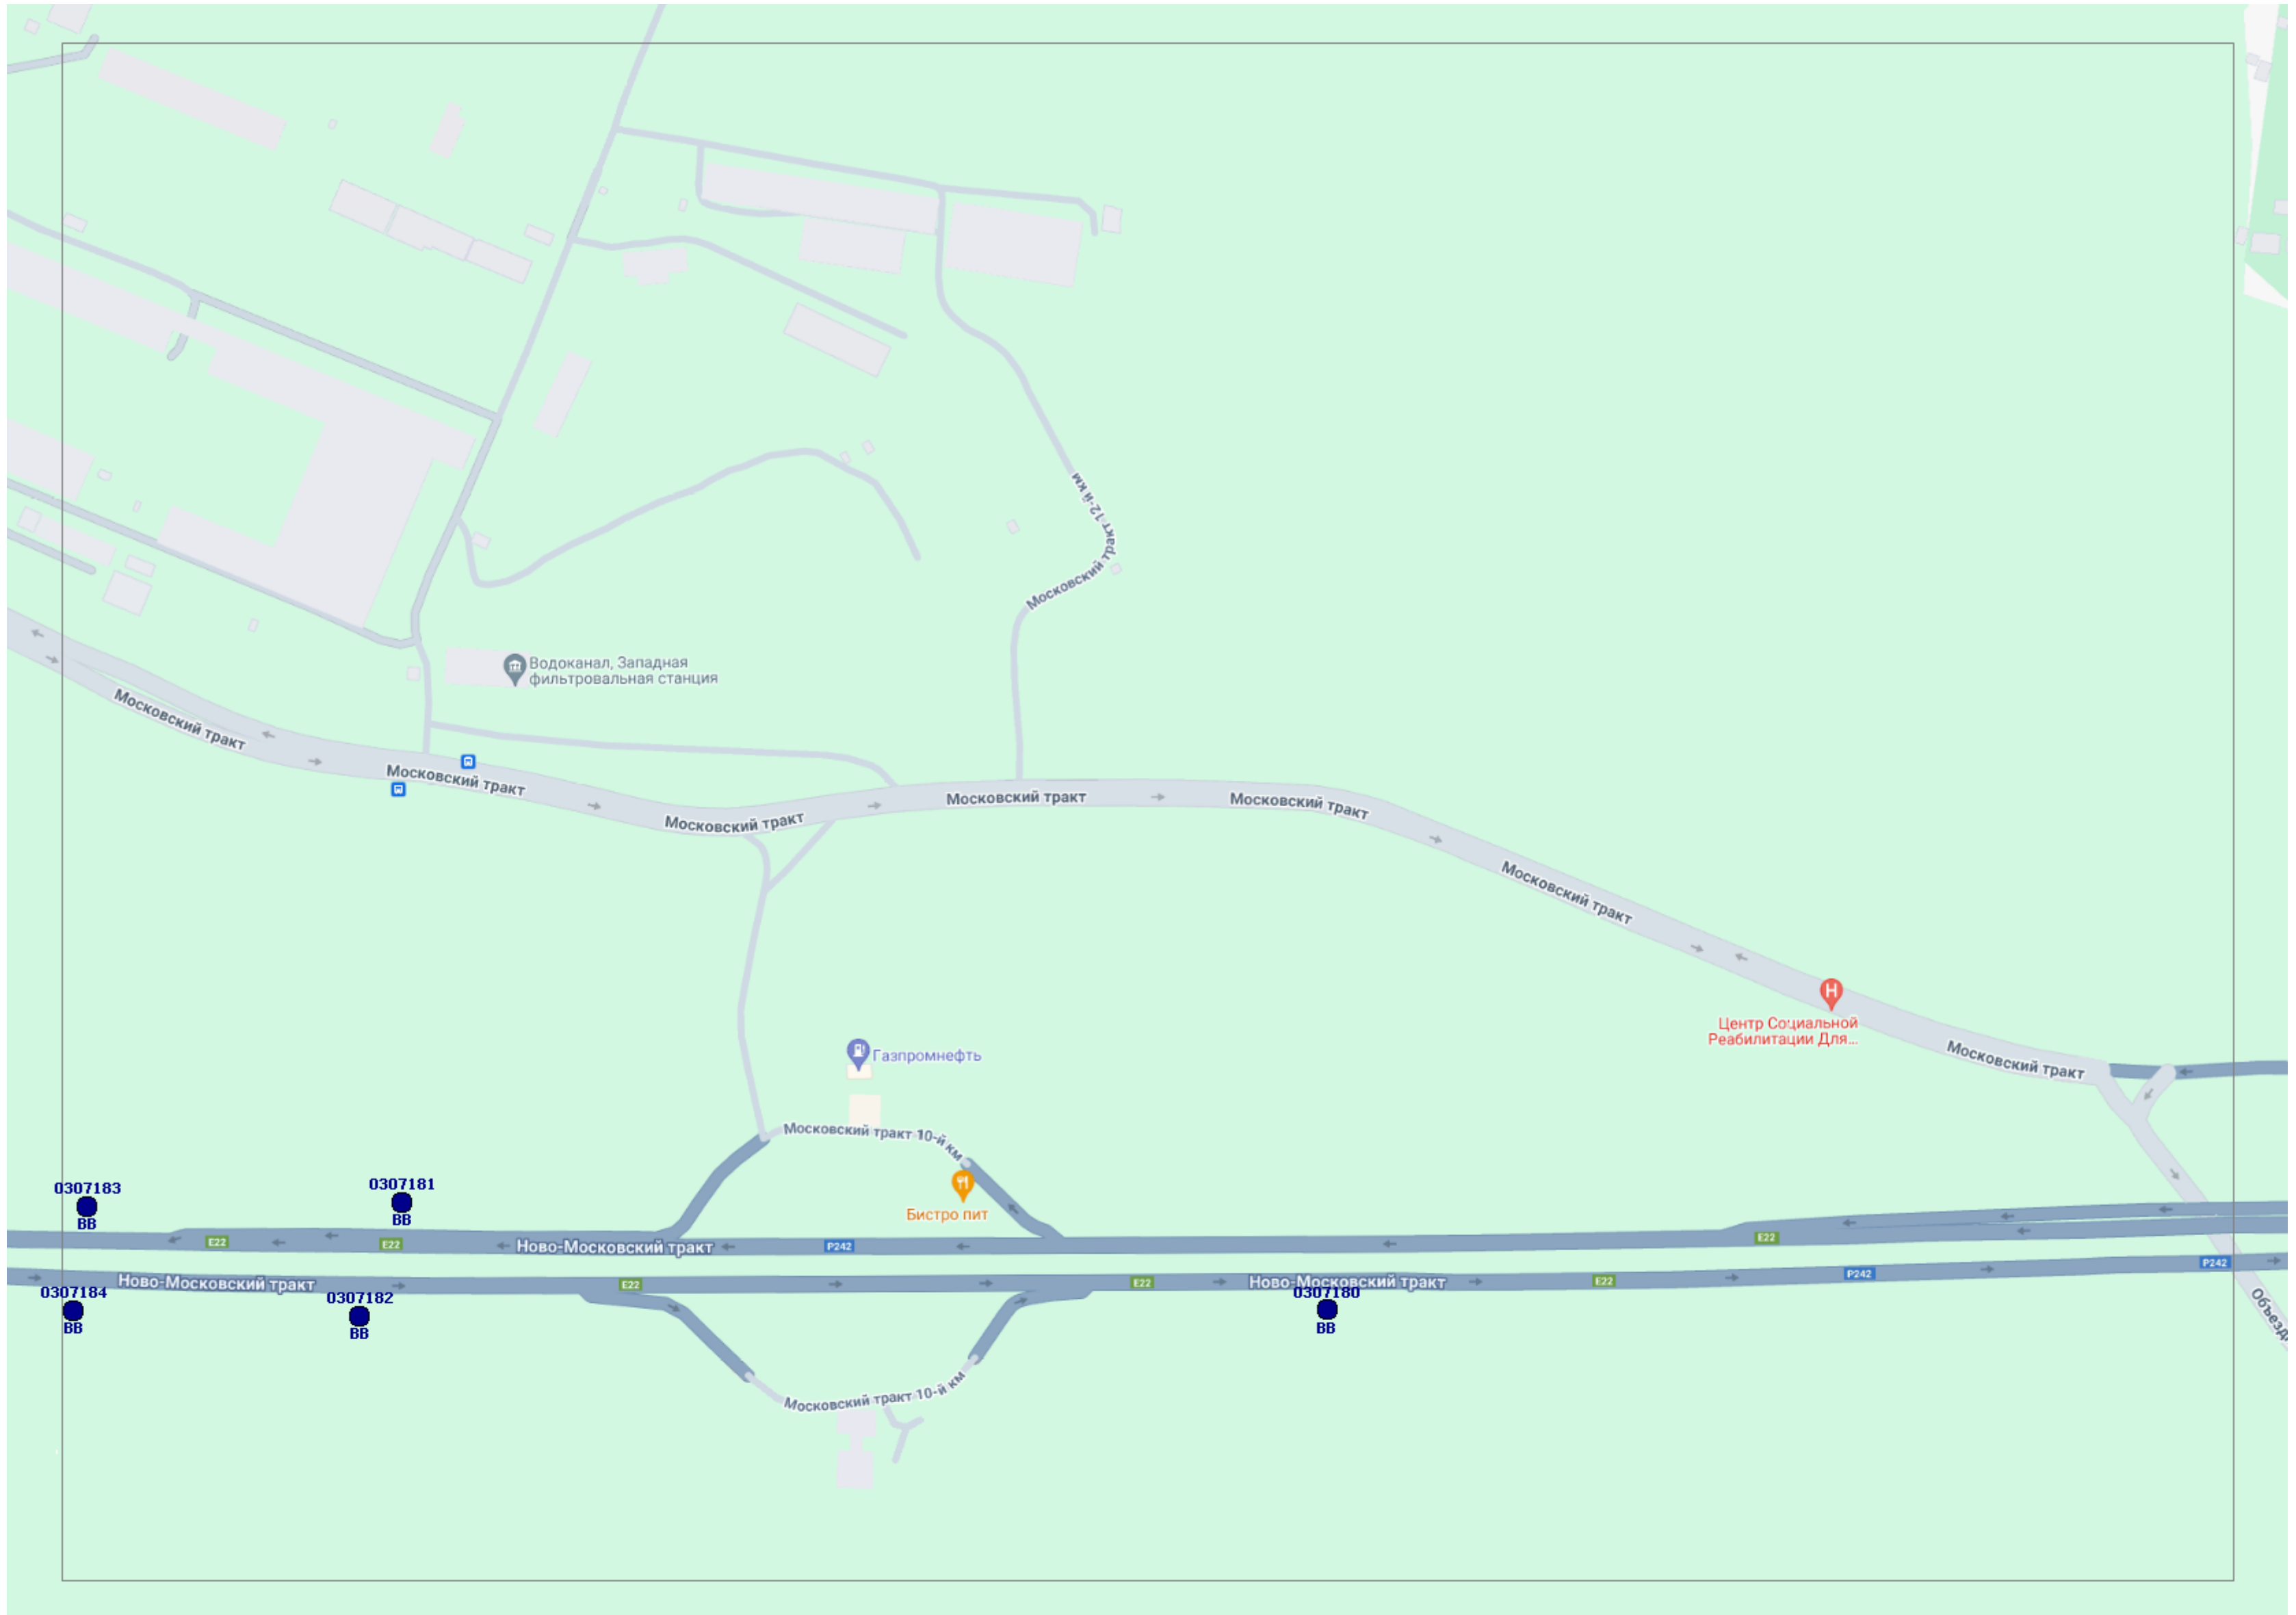 Московский тракт 12-й км
Водоканал, Западная
фильтровальная станция
Московский тракт
Московский тракт
Московский тракт
Московский тракт
Московский тракт
Московский тракт
Центр Социальной
Реабилитации Для...
Московский тракт
Газпромнефть
Московский тракт 10-й км
0307183
BB
0307181
BB
Бистро пит
E22
E22
Ново-Московский тракт
P242
E22
P242
Ново-Московский тракт
E22
E22
Ново-Московский тракт
E22
P242
0307184
BB
0307182
BB
0307180
BB
Московский тракт 10-й км